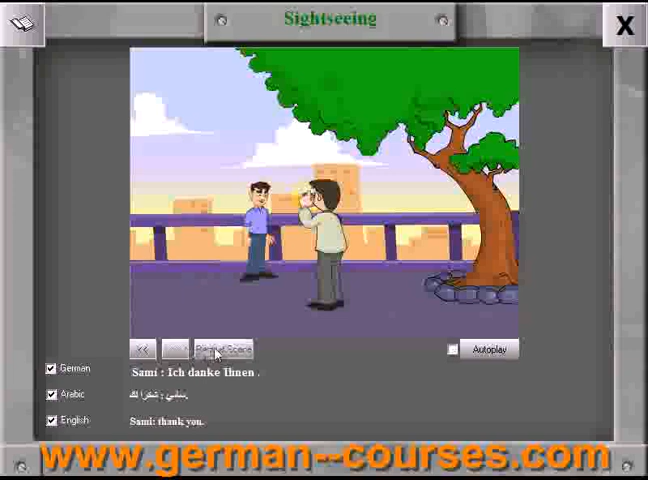 Sightseeing
X
<<
Repeat Scene
Autoplay
German
Sami : Ich danke Ihnen .
Arabic
سامي : شكرا لك.
English
Sami: thank you.
www.german--courses.com